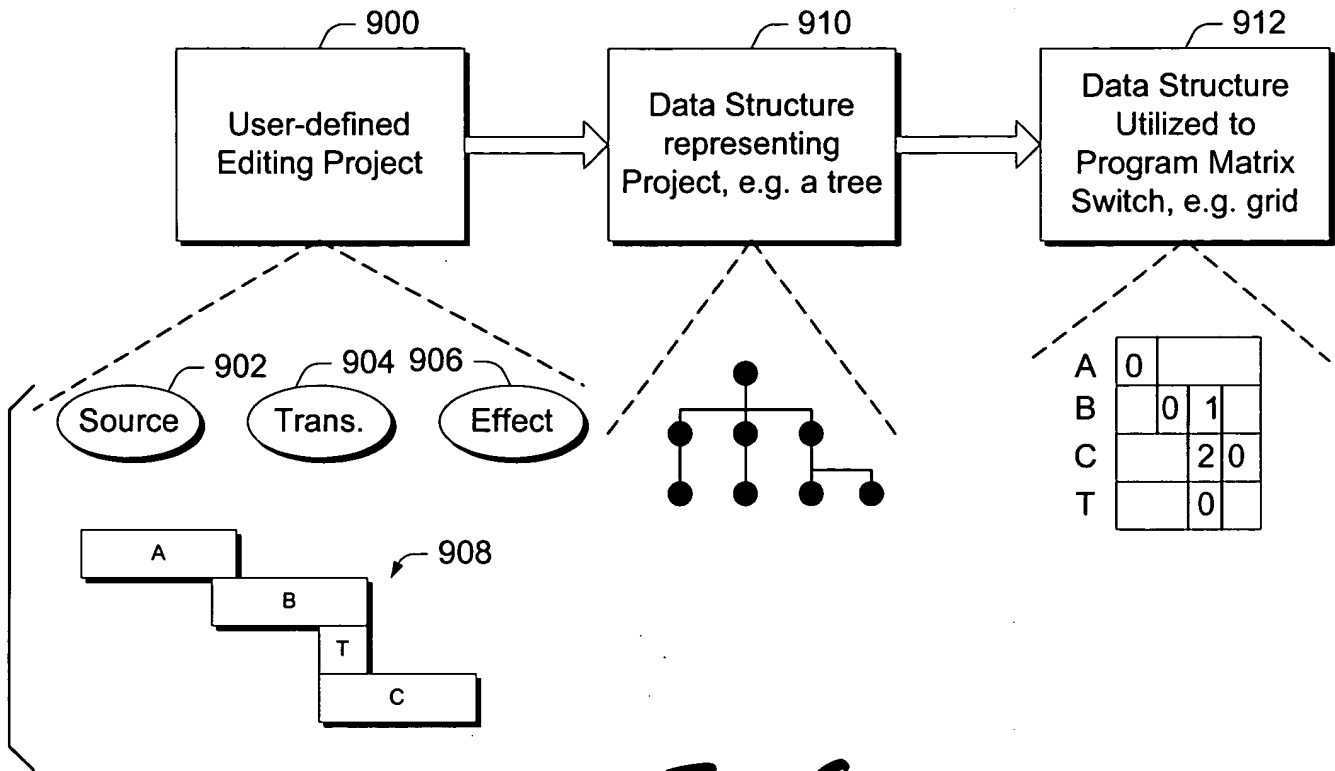 900
910
912
User-defined
Editing Project
Data Structure
representing
Project, e.g. a tree
Data Structure
Utilized to
Program Matrix
Switch, e.g. grid
902
904
906
Source
Trans.
Effect
A 0
B 0 1
C 2 0
T 0
A
908
B
T
C